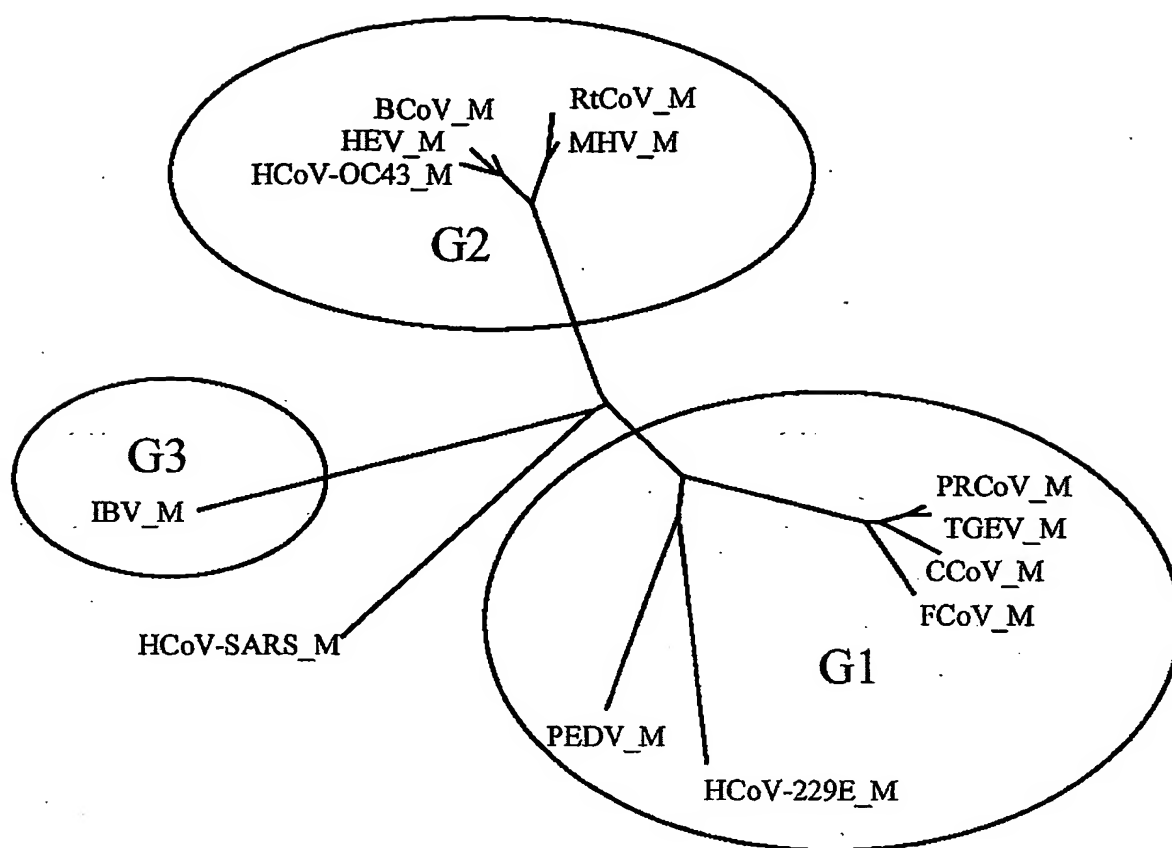 RtCoV_M
BCoV_M
HEV_M
MHV_M
HCoV-OC43_M
G2
G3
IBV_M
PRCoV_M
TGEV_M
CCoV_M
FCoV_M
HCoV-SARS_M
G1
PEDV_M
HCoV-229E_M